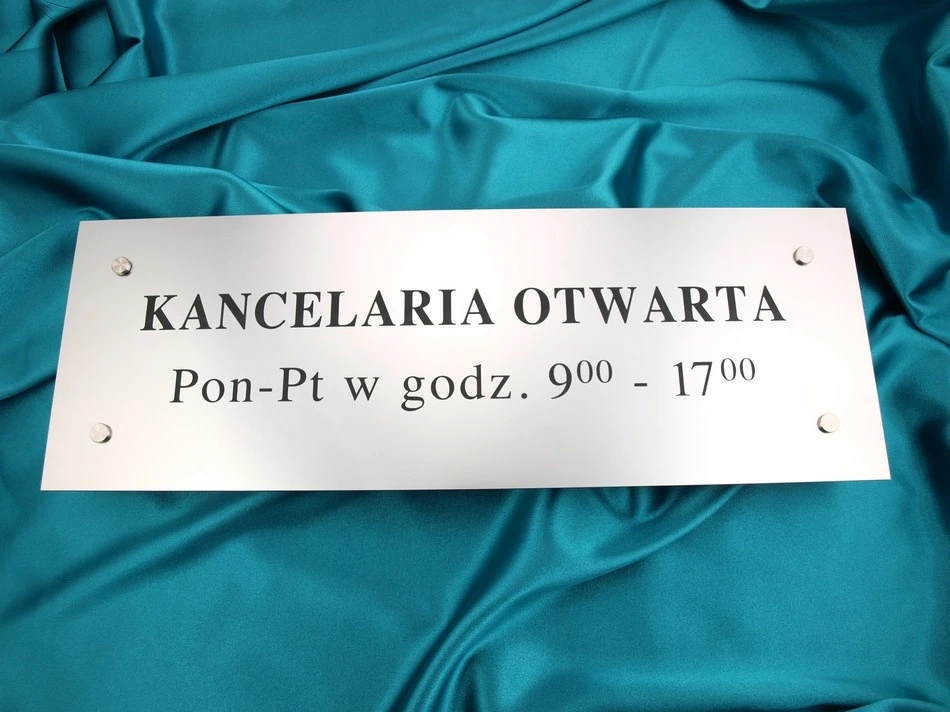 KANCELARIA OTWARTA
Pon-Pt w godz. 9⁰⁰ - 17⁰⁰